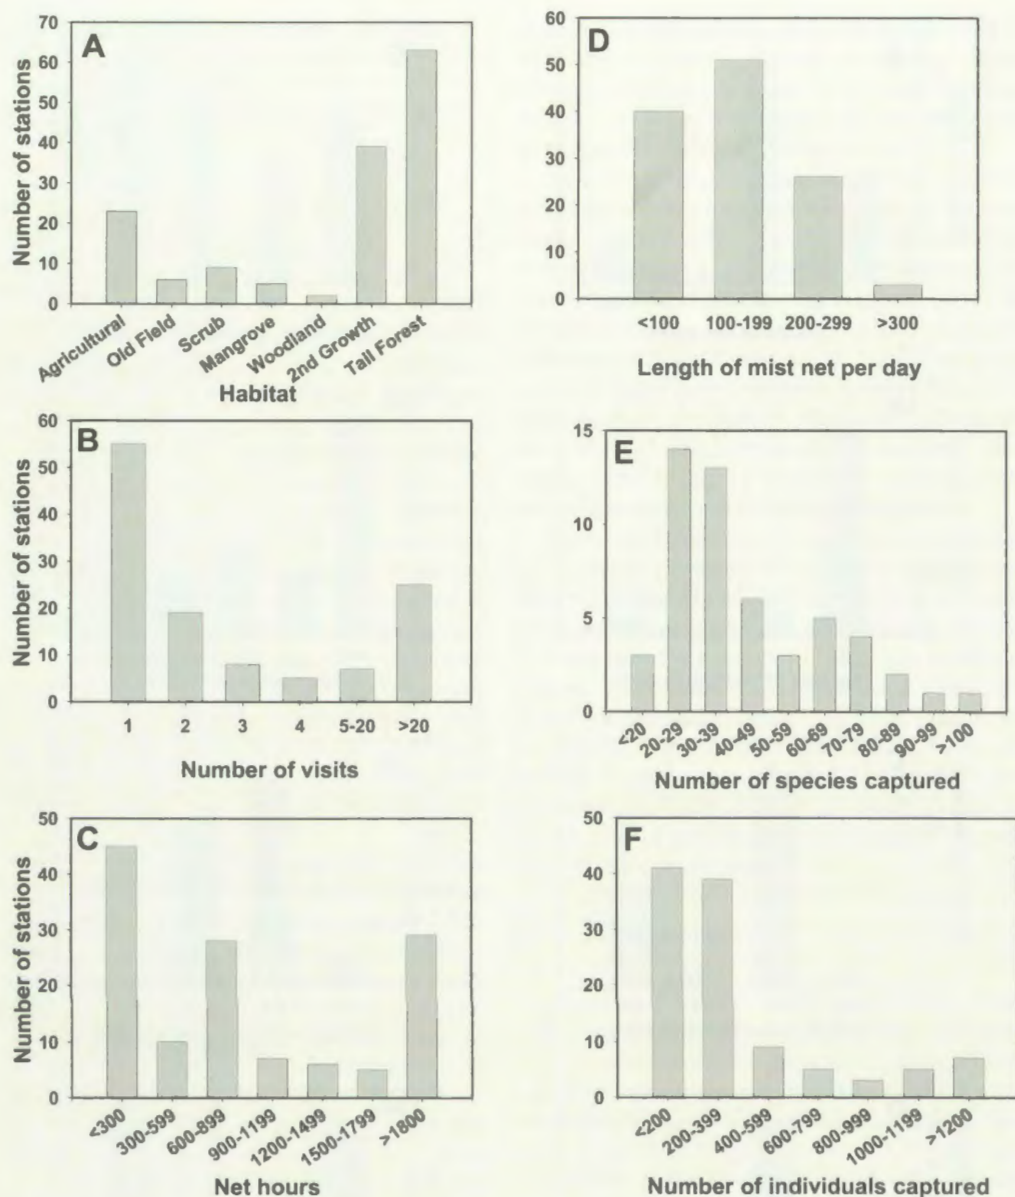 A
Number of stations
70
60
50
40
30
20
10
0
Agricultural
Old Field
Scrub
Mangrove
Woodland
2nd Growth
Tall Forest
Habitat
B
Number of stations
60
50
40
30
20
10
0
1 2 3 4 5-20 >20
Number of visits
C
Number of stations
50
40
30
20
10
0
<300
300-599
600-899
900-1199
1200-1499
1500-1799
>1800
Net hours
D
60
50
40
30
20
10
0
<100 100-199 200-299 >300
Length of mist net per day
E
15
10
5
0
<20
20-29
30-39
40-49
50-59
60-69
70-79
80-89
90-99
>100
Number of species captured
F
50
40
30
20
10
0
<200
200-399
400-599
600-799
800-999
1000-1199
>1200
Number of individuals captured